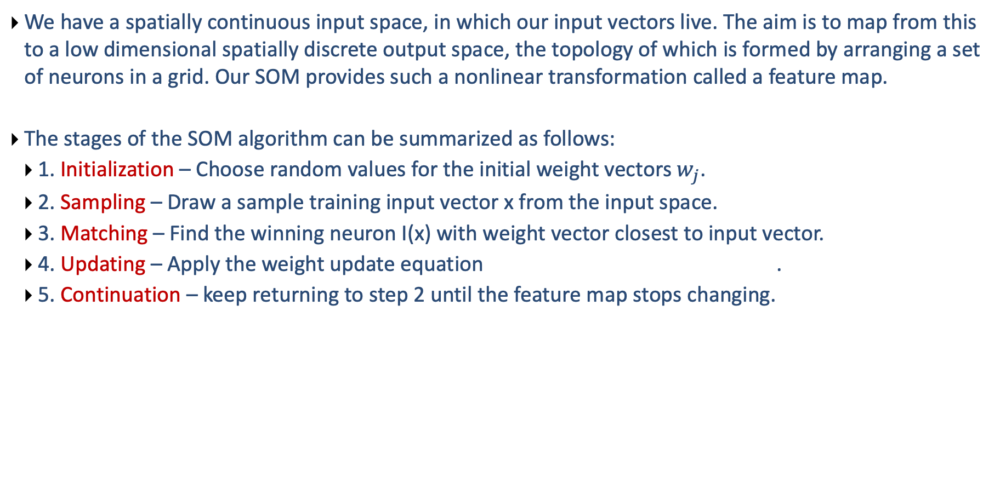 We have a spatially continuous input space, in which our input vectors live. The aim is to map from this
to a low dimensional spatially discrete output space, the topology of which is formed by arranging a set
of neurons in a grid. Our SOM provides such a nonlinear transformation called a feature map.
The stages of the SOM algorithm can be summarized as follows:
1. Initialization – Choose random values for the initial weight vectors w_j.
2. Sampling – Draw a sample training input vector x from the input space.
3. Matching – Find the winning neuron I(x) with weight vector closest to input vector.
4. Updating – Apply the weight update equation .
5. Continuation – keep returning to step 2 until the feature map stops changing.